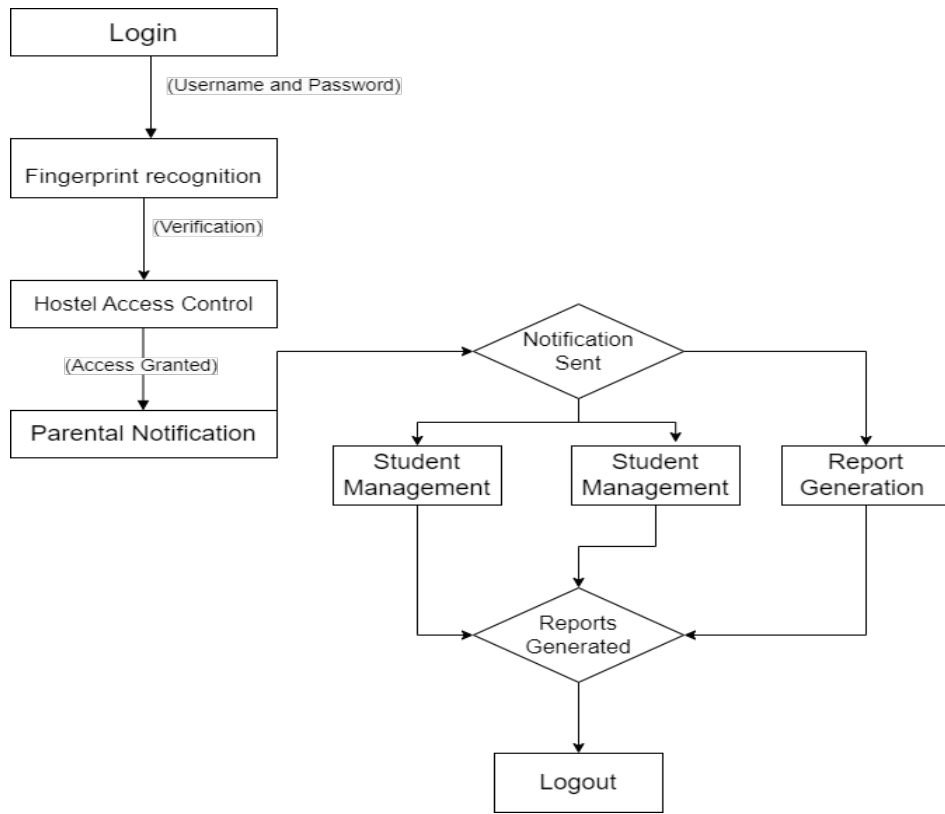 Login
(Username and Password)
Fingerprint recognition
(Verification)
Hostel Access Control
(Access Granted)
Parental Notification
Notification
Sent
Student
Management
Student
Management
Report
Generation
Reports
Generated
Logout